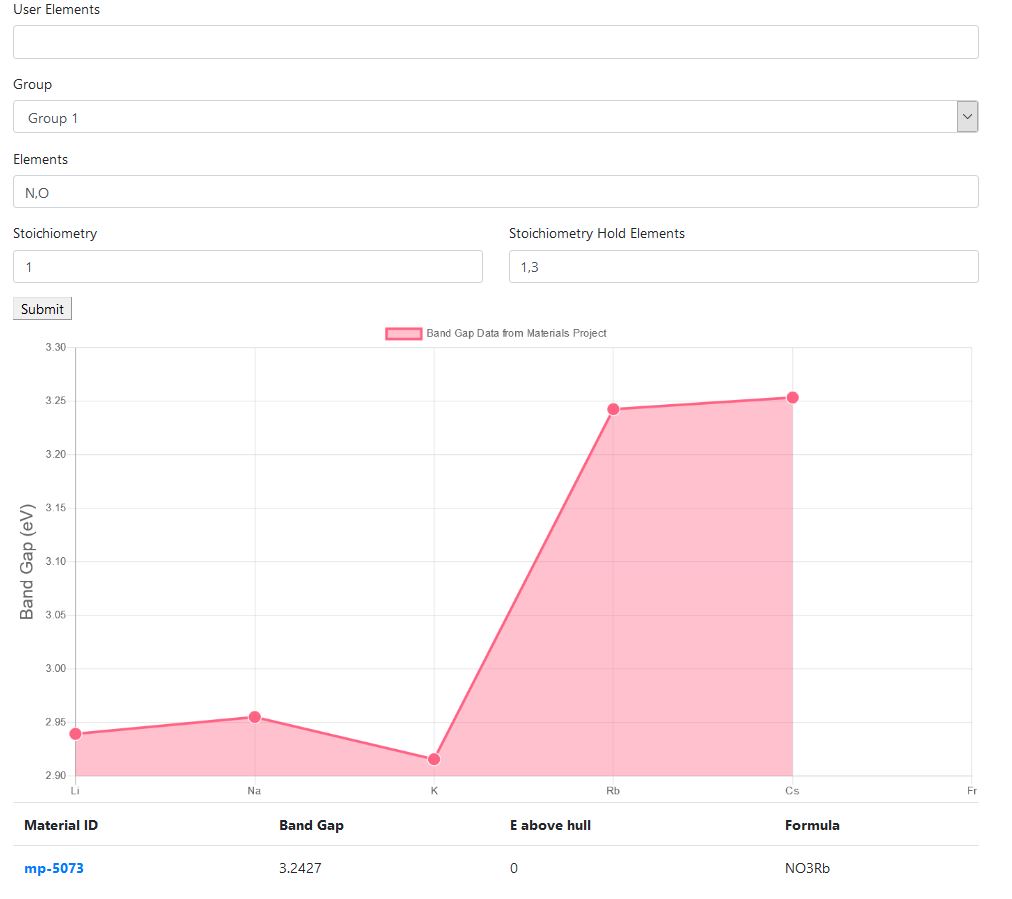 User Elements
Group
Group 1
Elements
N,O
Stoichiometry
Stoichiometry Hold Elements
1
1,3
Submit
Band Gap Data from Materials Project
3.30
3.25
3.20
3.15
3.10
3.05
3.00
2.95
2.90
Band Gap (eV)
Li Na K Rb Cs Fr
Material ID Band Gap E above hull Formula
mp-5073 3.2427 0 NO3Rb